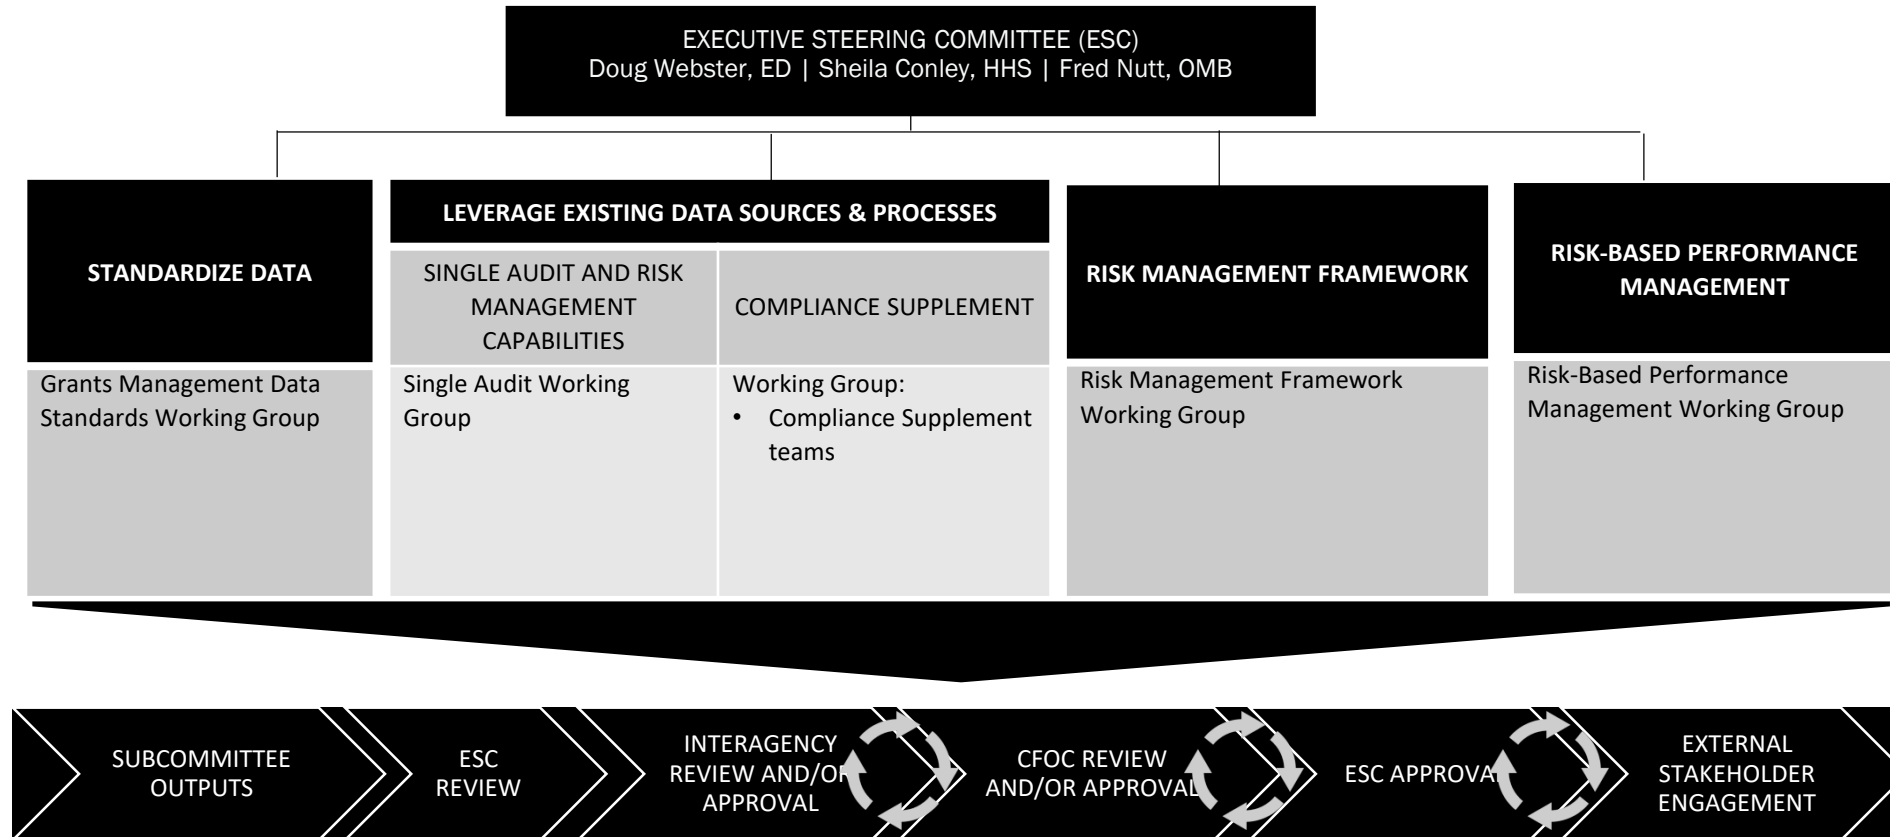 EXECUTIVE STEERING COMMITTEE (ESC)
Doug Webster, ED | Sheila Conley, HHS | Fred Nutt, OMB
STANDARDIZE DATA
Grants Management Data
Standards Working Group
LEVERAGE EXISTING DATA SOURCES & PROCESSES
SINGLE AUDIT AND RISK
MANAGEMENT
CAPABILITIES
Single Audit Working
Group
COMPLIANCE SUPPLEMENT
Working Group:
• Compliance Supplement
teams
RISK MANAGEMENT FRAMEWORK
Risk Management Framework
Working Group
RISK-BASED PERFORMANCE
MANAGEMENT
Risk-Based Performance
Management Working Group
SUBCOMMITTEE
OUTPUTS
ESC
REVIEW
INTERAGENCY
REVIEW AND/OR
APPROVAL
CFOC REVIEW
AND/OR APPROVAL
ESC APPROVAL
EXTERNAL
STAKEHOLDER
ENGAGEMENT